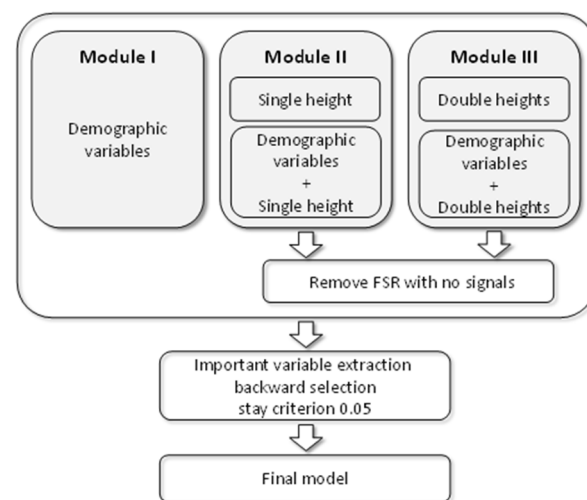 Module I
Demographic
variables
Module II
Single height
Demographic
variables
+
Single height
Module III
Double heights
Demographic
variables
+
Double heights
Remove FSR with no signals
Important variable extraction
backward selection
stay criterion 0.05
Final model